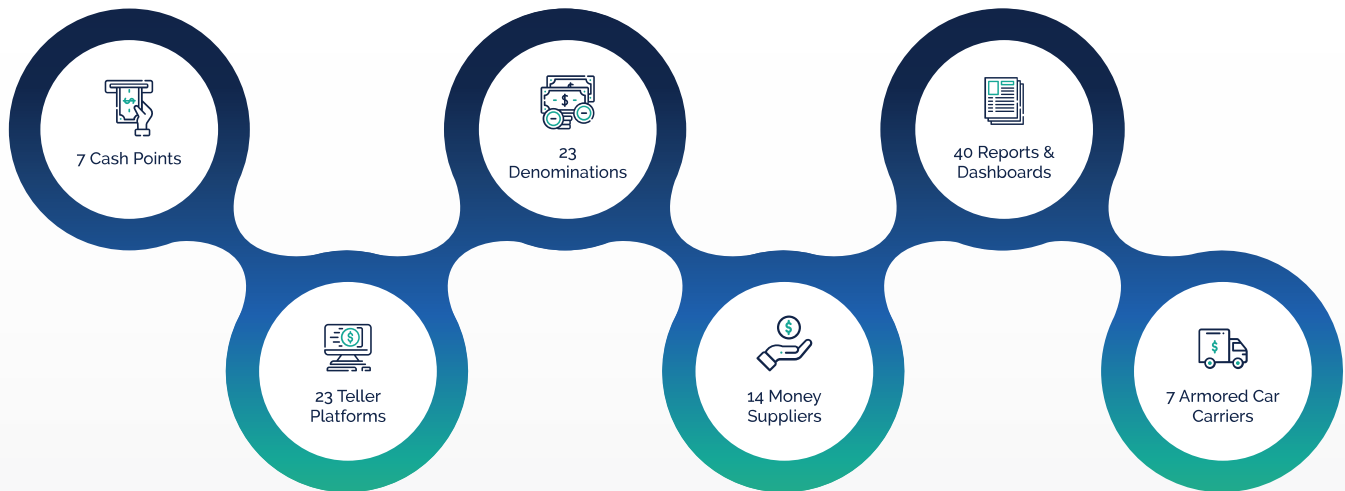 7 Cash Points
23 Teller
Platforms
23
Denominations
14 Money
Suppliers
40 Reports &
Dashboards
7 Armored Car
Carriers